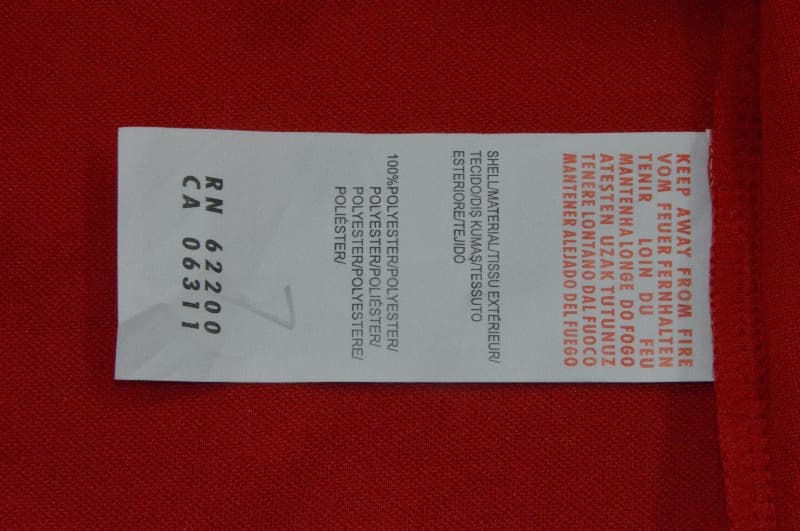 KEEP AWAY FROM FIRE
VOM FEUER FERNHALTEN
TENIR LOIN DU FEU
MANTENHA LONGE DO FOGO
ATEŞTEN UZAK TUTUNUZ
TENERE LONTANO DAL FUOCO
MANTENER ALEJADO DEL FUEGO
SHELL/MATERIAL/TISSU EXTÉRIEUR/
TECIDO/DIŞ KUMAŞ/TESSUTO
ESTERIORE/TEJIDO
100%POLYESTER/POLYESTER/
POLYESTER/POLIÉSTER/
POLYESTER/POLYESTERE/
POLIÉSTER/
RN 62200
CA 06311